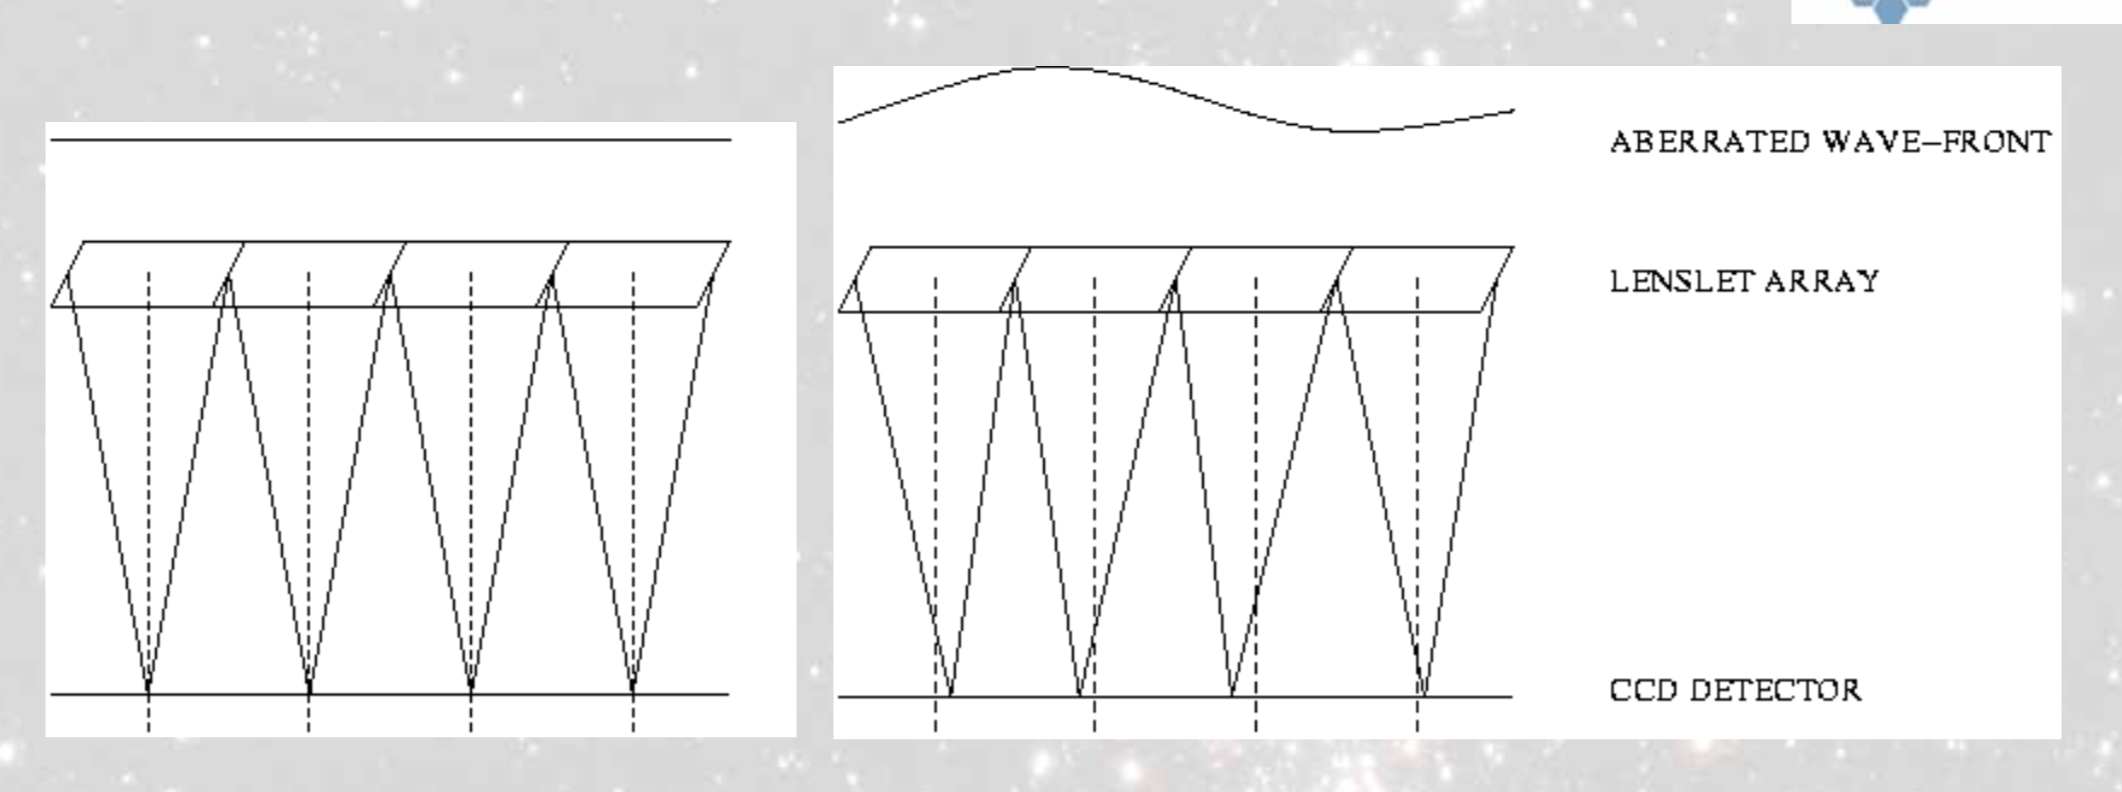 ABERRATED WAVE–FRONT
LENSLET ARRAY
CCD DETECTOR